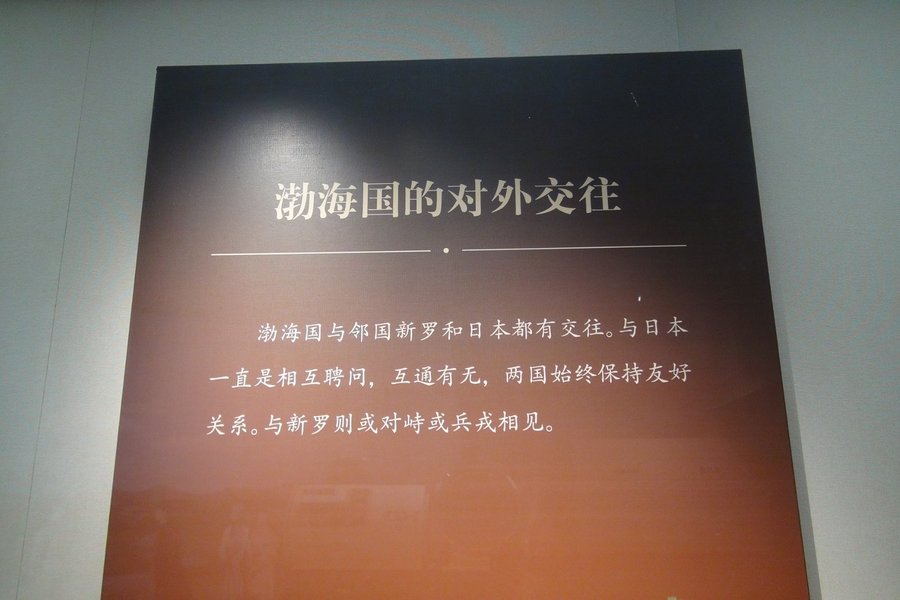 渤海国的对外交往
渤海国与邻国新罗和日本都有交往。与日本
一直是相互聘问，互通有无，两国始终保持友好
关系。与新罗则或对峙或兵戎相见。